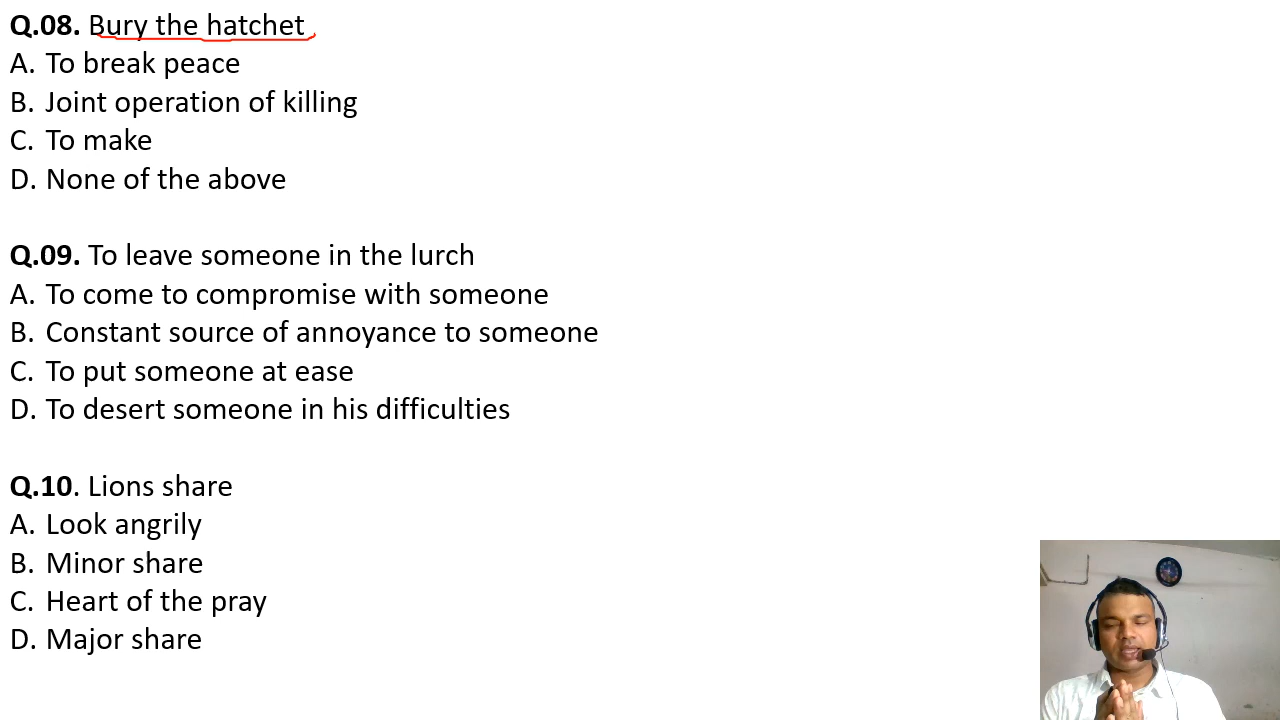 Q.08. Bury the hatchet
A. To break peace
B. Joint operation of killing
C. To make
D. None of the above
Q.09. To leave someone in the lurch
A. To come to compromise with someone
B. Constant source of annoyance to someone
C. To put someone at ease
D. To desert someone in his difficulties
Q.10. Lions share
A. Look angrily
B. Minor share
C. Heart of the pray
D. Major share